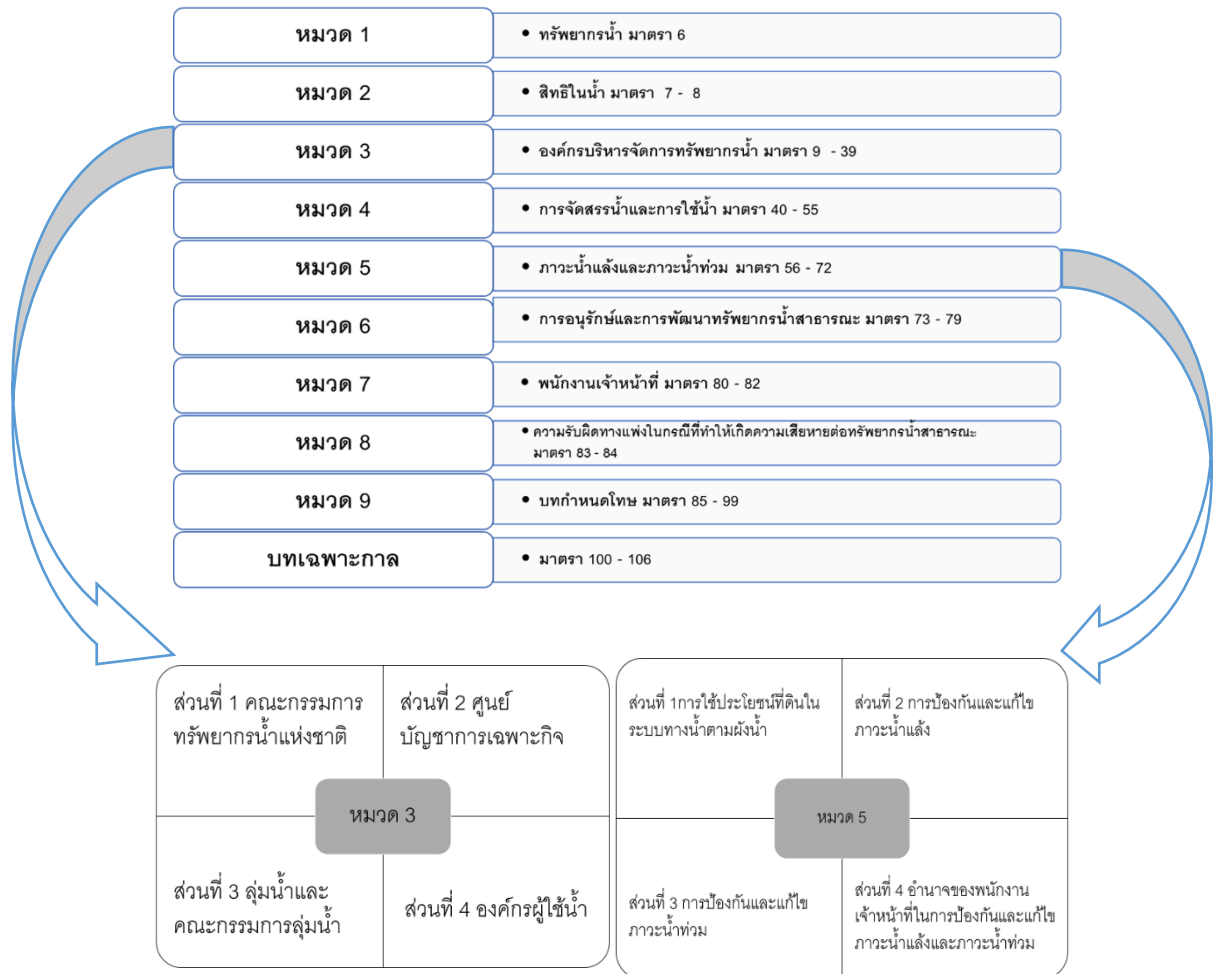 หมวด 1
• ทรัพยากรน้ำ มาตรา 6
หมวด 2
• สิทธิในน้ำ มาตรา 7 - 8
หมวด 3
• องค์กรบริหารจัดการทรัพยากรน้ำ มาตรา 9 - 39
หมวด 4
• การจัดสรรน้ำและการใช้น้ำ มาตรา 40 - 55
หมวด 5
• ภาวะน้ำแล้งและภาวะน้ำท่วม มาตรา 56 - 72
หมวด 6
• การอนุรักษ์และการพัฒนาทรัพยากรน้ำสาธารณะ มาตรา 73 - 79
หมวด 7
• พนักงานเจ้าหน้าที่ มาตรา 80 - 82
หมวด 8
• ความรับผิดทางแพ่งในกรณีที่ทำให้เกิดความเสียหายต่อทรัพยากรน้ำสาธารณะ
มาตรา 83 - 84
หมวด 9
• บทกำหนดโทษ มาตรา 85 - 99
บทเฉพาะกาล
• มาตรา 100 - 106
ส่วนที่ 1 คณะกรรมการ
ทรัพยากรน้ำแห่งชาติ
ส่วนที่ 2 ศูนย์
บัญชาการเฉพาะกิจ
หมวด 3
ส่วนที่ 3 ลุ่มน้ำและ
คณะกรรมการลุ่มน้ำ
ส่วนที่ 4 องค์กรผู้ใช้น้ำ
ส่วนที่ 1การใช้ประโยชน์ที่ดินใน
ระบบทางน้ำตามผังน้ำ
ส่วนที่ 2 การป้องกันและแก้ไข
ภาวะน้ำแล้ง
หมวด 5
ส่วนที่ 3 การป้องกันและแก้ไข
ภาวะน้ำท่วม
ส่วนที่ 4 อำนาจของพนักงาน
เจ้าหน้าที่ในการป้องกันและแก้ไข
ภาวะน้ำแล้งและภาวะน้ำท่วม